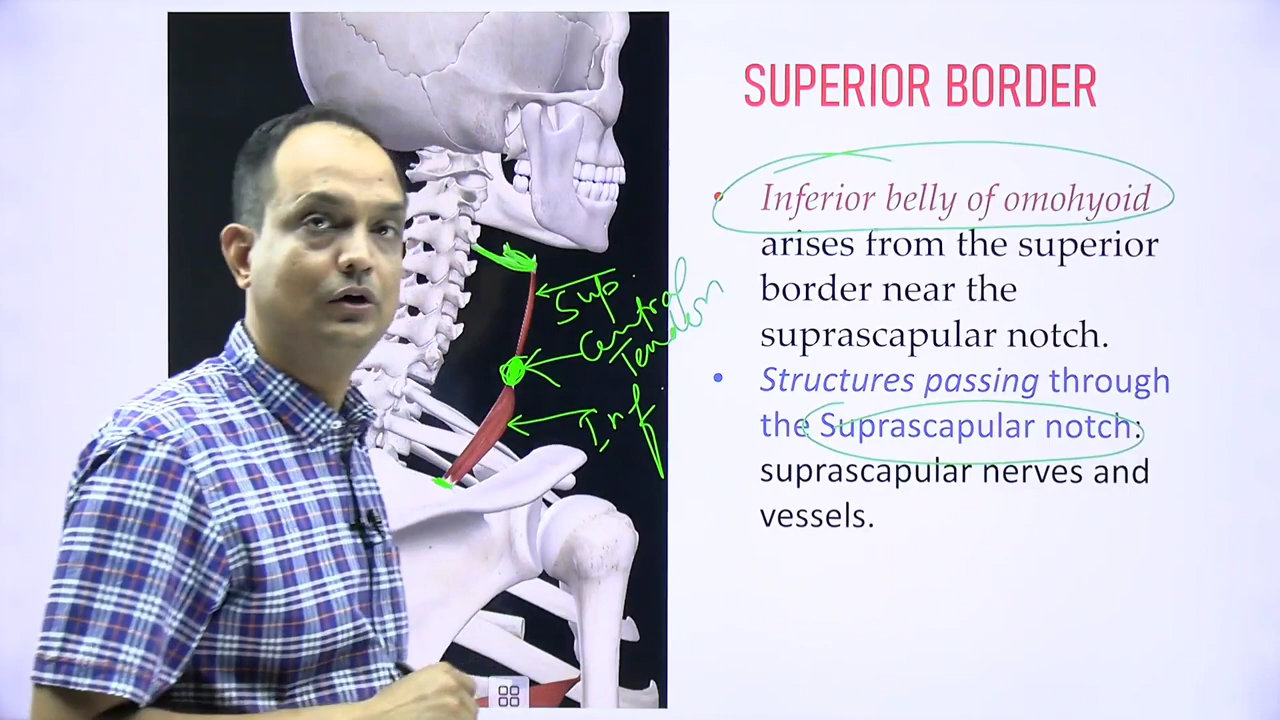 SUPERIOR BORDER
• Inferior belly of omohyoid
arises from the superior
border near the
suprascapular notch.
• Structures passing through
the Suprascapular notch:
suprascapular nerves and
vessels.
Sup
Central
Tendon
Inf